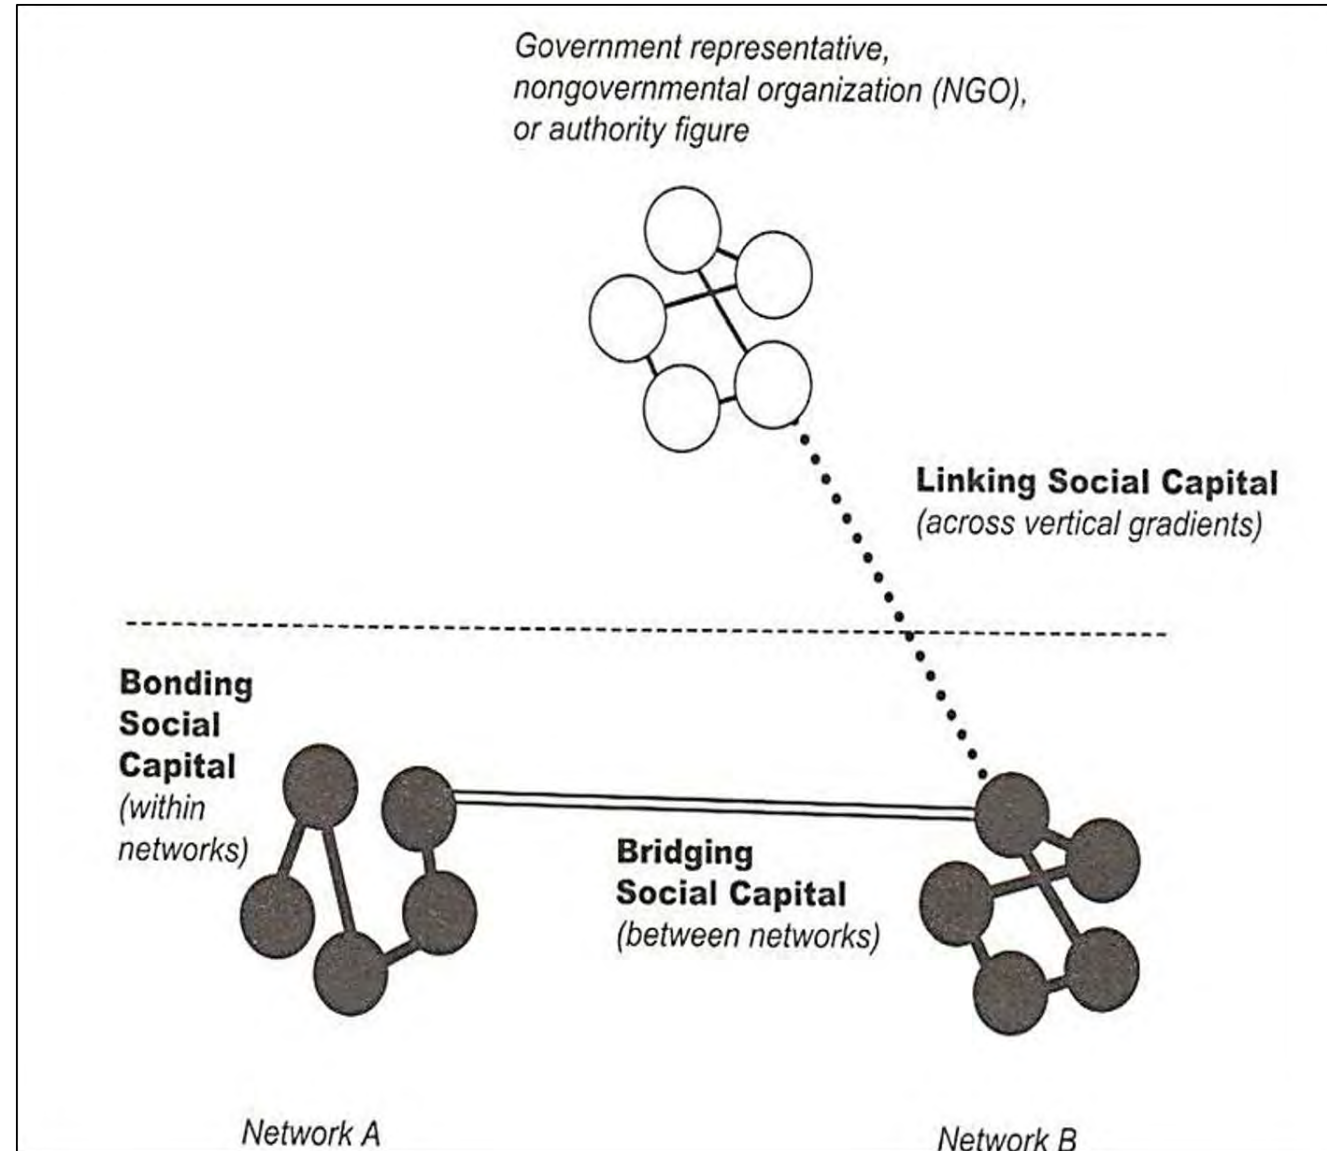 Government representative,
nongovernmental organization (NGO),
or authority figure
Linking Social Capital
(across vertical gradients)
Bonding
Social
Capital
(within
networks)
Bridging
Social Capital
(between networks)
Network A
Network B